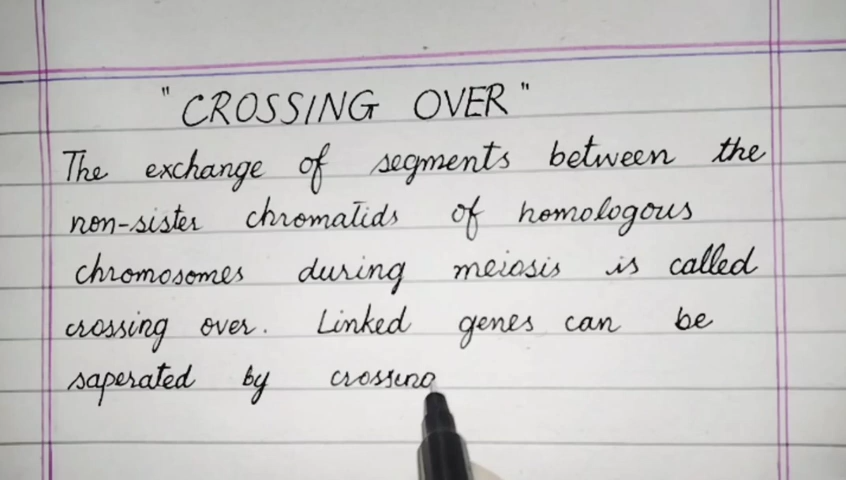 "CROSSING OVER"
The exchange of segments between the
non-sister chromatids of homologous
chromosomes during meiosis is called
crossing over. Linked genes can be
saperated by crossing